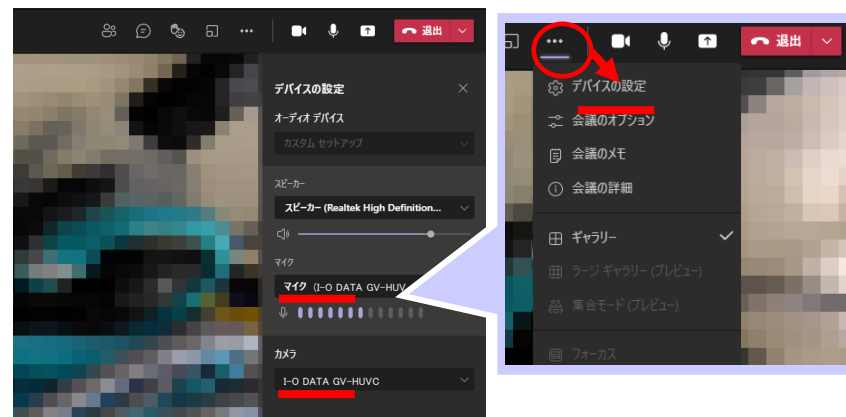 退出
デバイスの設定
オーディオ デバイス
カスタム セットアップ
スピーカー
スピーカー (Realtek High Definition...
マイク
マイク (I-O DATA GV-HUV
カメラ
I-O DATA GV-HUVC
退出
デバイスの設定
会議のオプション
会議のメモ
会議の詳細
ギャラリー
ラージ ギャラリー (プレビュー)
集合モード (プレビュー)
フォーカス